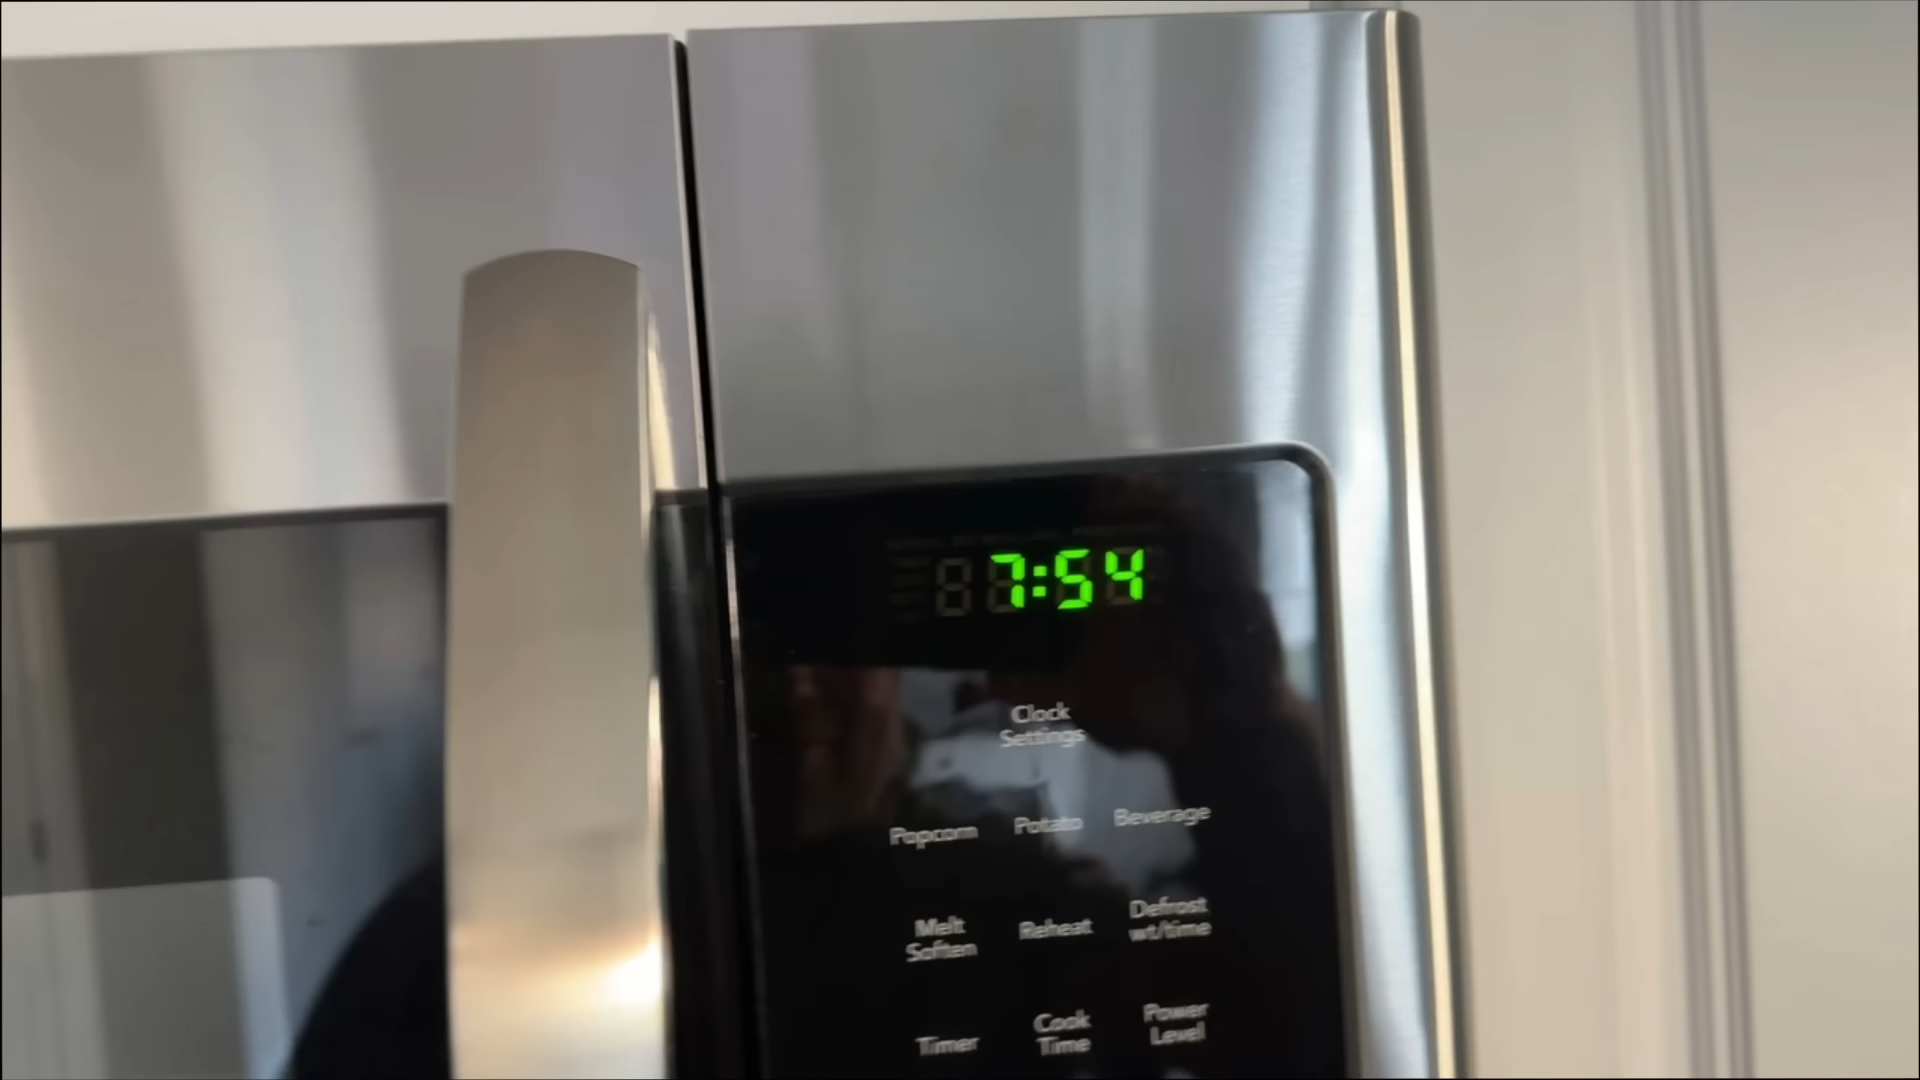 7:54
Clock
Settings
Popcorn Potato Beverage
Melt
Soften
Reheat
Defrost
wt/time
Timer
Cook
Time
Power
Level